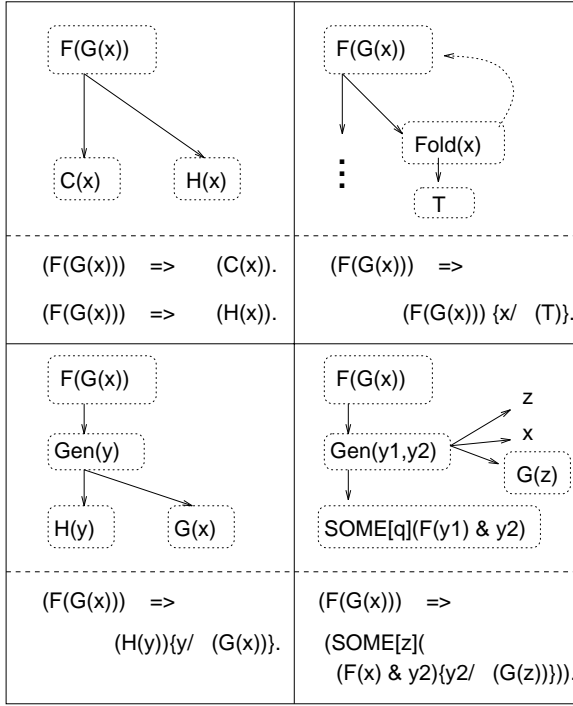 F(G(x))
C(x) H(x)
(F(G(x))) => (C(x)).
(F(G(x))) => (H(x)).
F(G(x))
Fold(x)
⋮
T
(F(G(x))) =>
(F(G(x))) {x/ (T)}.
F(G(x))
Gen(y)
H(y) G(x)
(F(G(x))) =>
(H(y)){y/ (G(x))}.
F(G(x))
z
Gen(y1,y2) x
G(z)
SOME[q](F(y1) & y2)
(F(G(x))) =>
(SOME[z](
(F(x) & y2){y2/ (G(z))})).